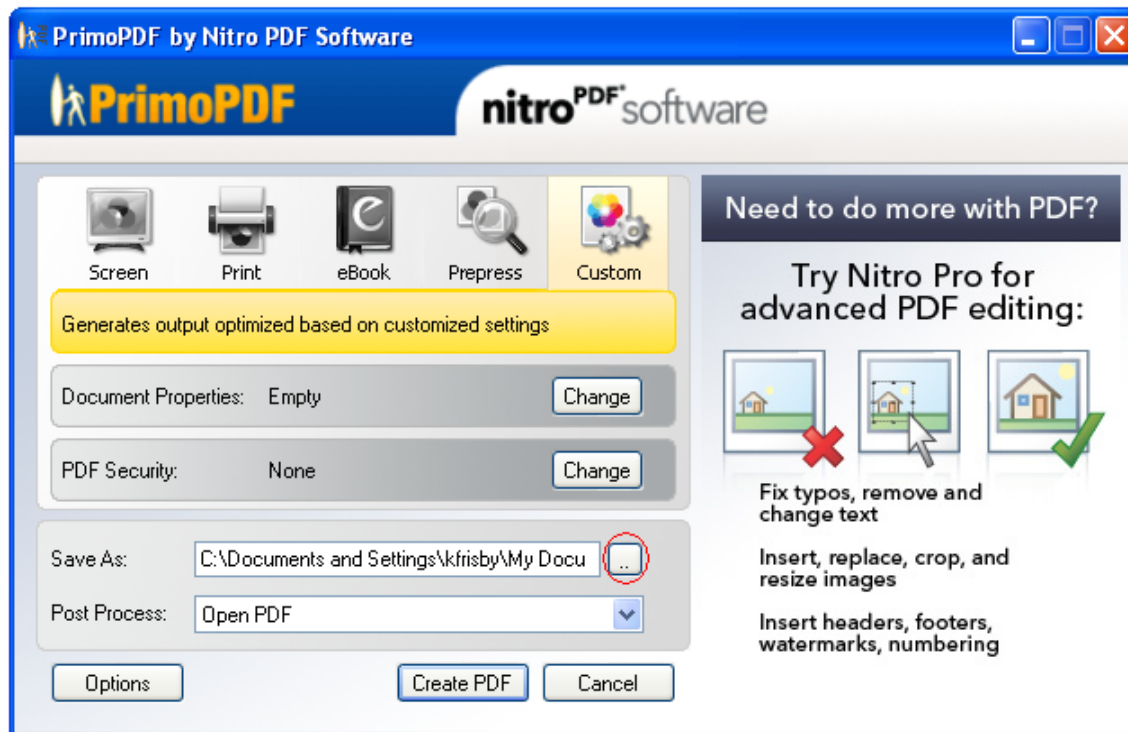 PrimoPDF by Nitro PDF Software
PrimoPDF
nitroPDF® software
Screen
Print
eBook
Prepress
Custom
Generates output optimized based on customized settings
Document Properties: Empty
Change
PDF Security: None
Change
Save As: C:\Documents and Settings\kfrisby\My Docu
..
Post Process: Open PDF
Options
Create PDF
Cancel
Need to do more with PDF?
Try Nitro Pro for
advanced PDF editing:
Fix typos, remove and
change text
Insert, replace, crop, and
resize images
Insert headers, footers,
watermarks, numbering